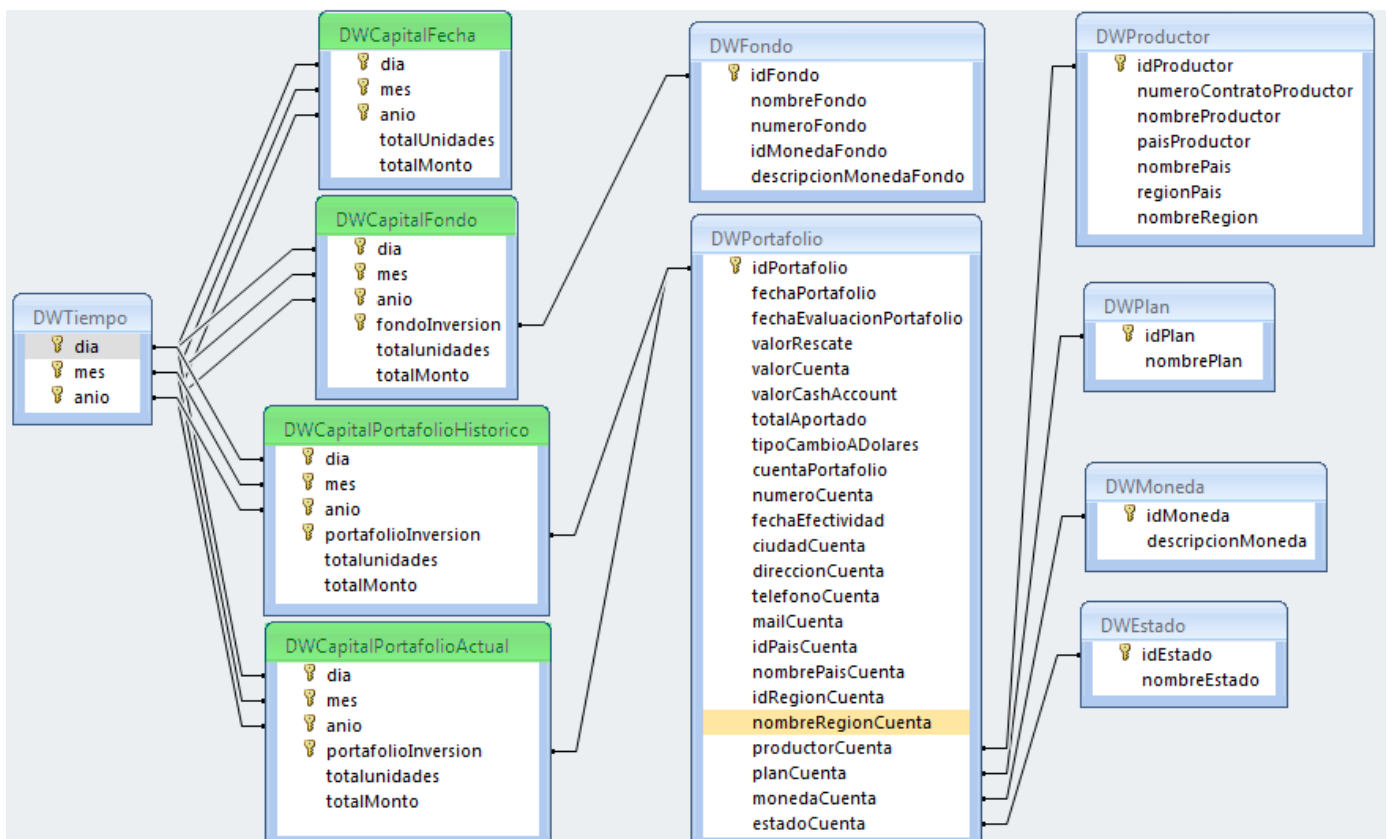 DWCapitalFecha
dia
mes
anio
totalUnidades
totalMonto
DWCapitalFondo
dia
mes
anio
fondoInversion
totalunidades
totalMonto
DWTiempo
dia
mes
anio
DWCapitalPortafolioHistorico
dia
mes
anio
portafolioInversion
totalunidades
totalMonto
DWCapitalPortafolioActual
dia
mes
anio
portafolioInversion
totalunidades
totalMonto
DWFondo
idFondo
nombreFondo
numeroFondo
idMonedaFondo
descripcionMonedaFondo
DWPortafolio
idPortafolio
fechaPortafolio
fechaEvaluacionPortafolio
valorRescate
valorCuenta
valorCashAccount
totalAportado
tipoCambioADolares
cuentaPortafolio
numeroCuenta
fechaEfectividad
ciudadCuenta
direccionCuenta
telefonoCuenta
mailCuenta
idPaisCuenta
nombrePaisCuenta
idRegionCuenta
nombreRegionCuenta
productorCuenta
planCuenta
monedaCuenta
estadoCuenta
DWProductor
idProductor
numeroContratoProductor
nombreProductor
paisProductor
nombrePais
regionPais
nombreRegion
DWPlan
idPlan
nombrePlan
DWMoneda
idMoneda
descripcionMoneda
DWEstado
idEstado
nombreEstado